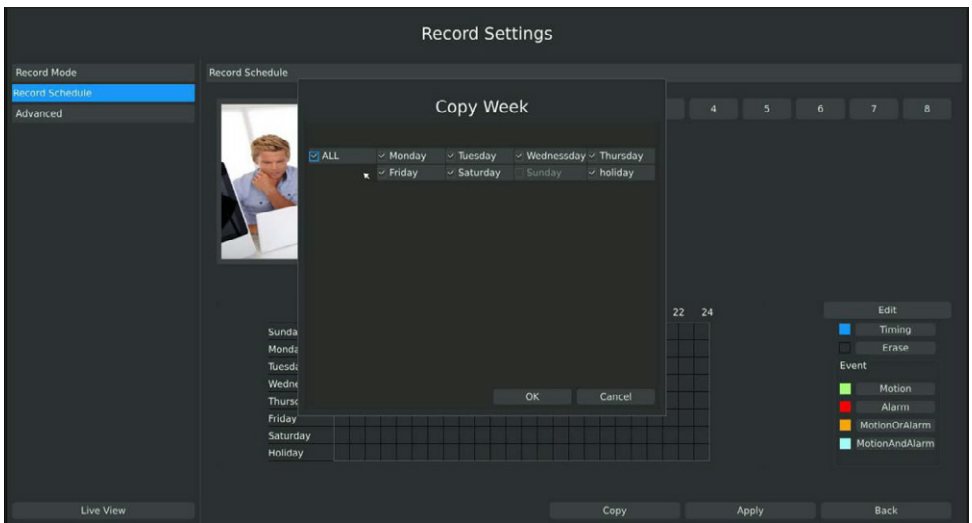 Record Settings
Record Mode
Record Schedule
Advanced
Record Schedule
4 5 6 7 8
Copy Week
ALL Monday Tuesday Wednessday Thursday
Friday Saturday Sunday holiday
OK Cancel
22 24
Sunda
Monda
Tuesda
Wedne
Thurs
Friday
Saturday
Holiday
Edit
Timing
Erase
Event
Motion
Alarm
MotionOrAlarm
MotionAndAlarm
Live View Copy Apply Back